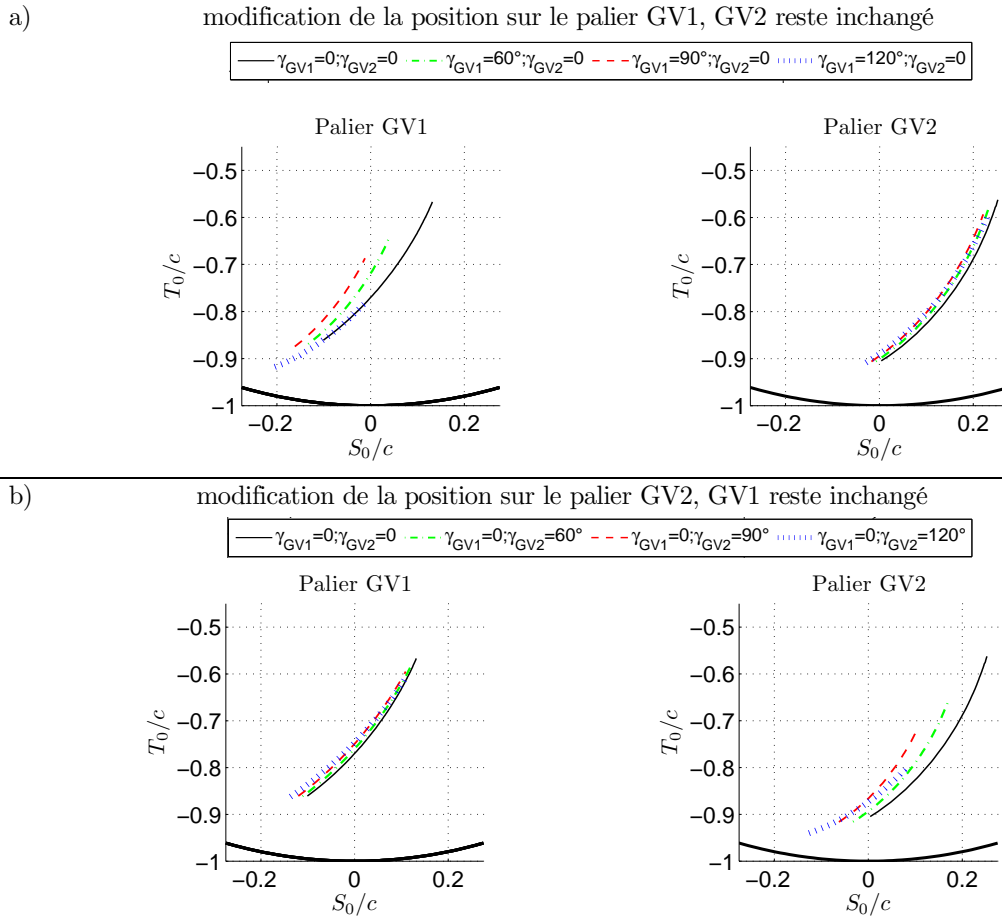 a) modification de la position sur le palier GV1, GV2 reste inchangé
γGV1=0;γGV2=0 γGV1=60°;γGV2=0 γGV1=90°;γGV2=0 γGV1=120°;γGV2=0
Palier GV1
−0.5
−0.6
−0.7
−0.8
−0.9
−1
T0/c
−0.2 0 0.2
S0/c
Palier GV2
−0.5
−0.6
−0.7
−0.8
−0.9
−1
T0/c
−0.2 0 0.2
S0/c
b) modification de la position sur le palier GV2, GV1 reste inchangé
γGV1=0;γGV2=0 γGV1=0;γGV2=60° γGV1=0;γGV2=90° γGV1=0;γGV2=120°
Palier GV1
−0.5
−0.6
−0.7
−0.8
−0.9
−1
T0/c
−0.2 0 0.2
S0/c
Palier GV2
−0.5
−0.6
−0.7
−0.8
−0.9
−1
T0/c
−0.2 0 0.2
S0/c